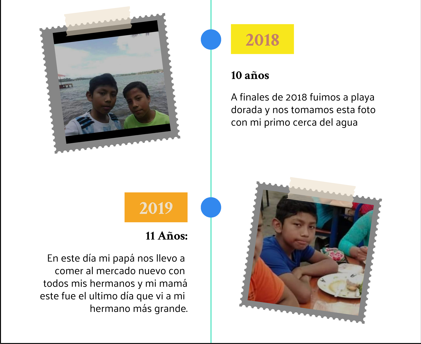 2018
10 años
A finales de 2018 fuimos a playa
dorada y nos tomamos esta foto
con mi primo cerca del agua
2019
11 Años:
En este día mi papá nos llevo a
comer al mercado nuevo con
todos mis hermanos y mi mamá
este fue el ultimo día que vi a mi
hermano más grande.